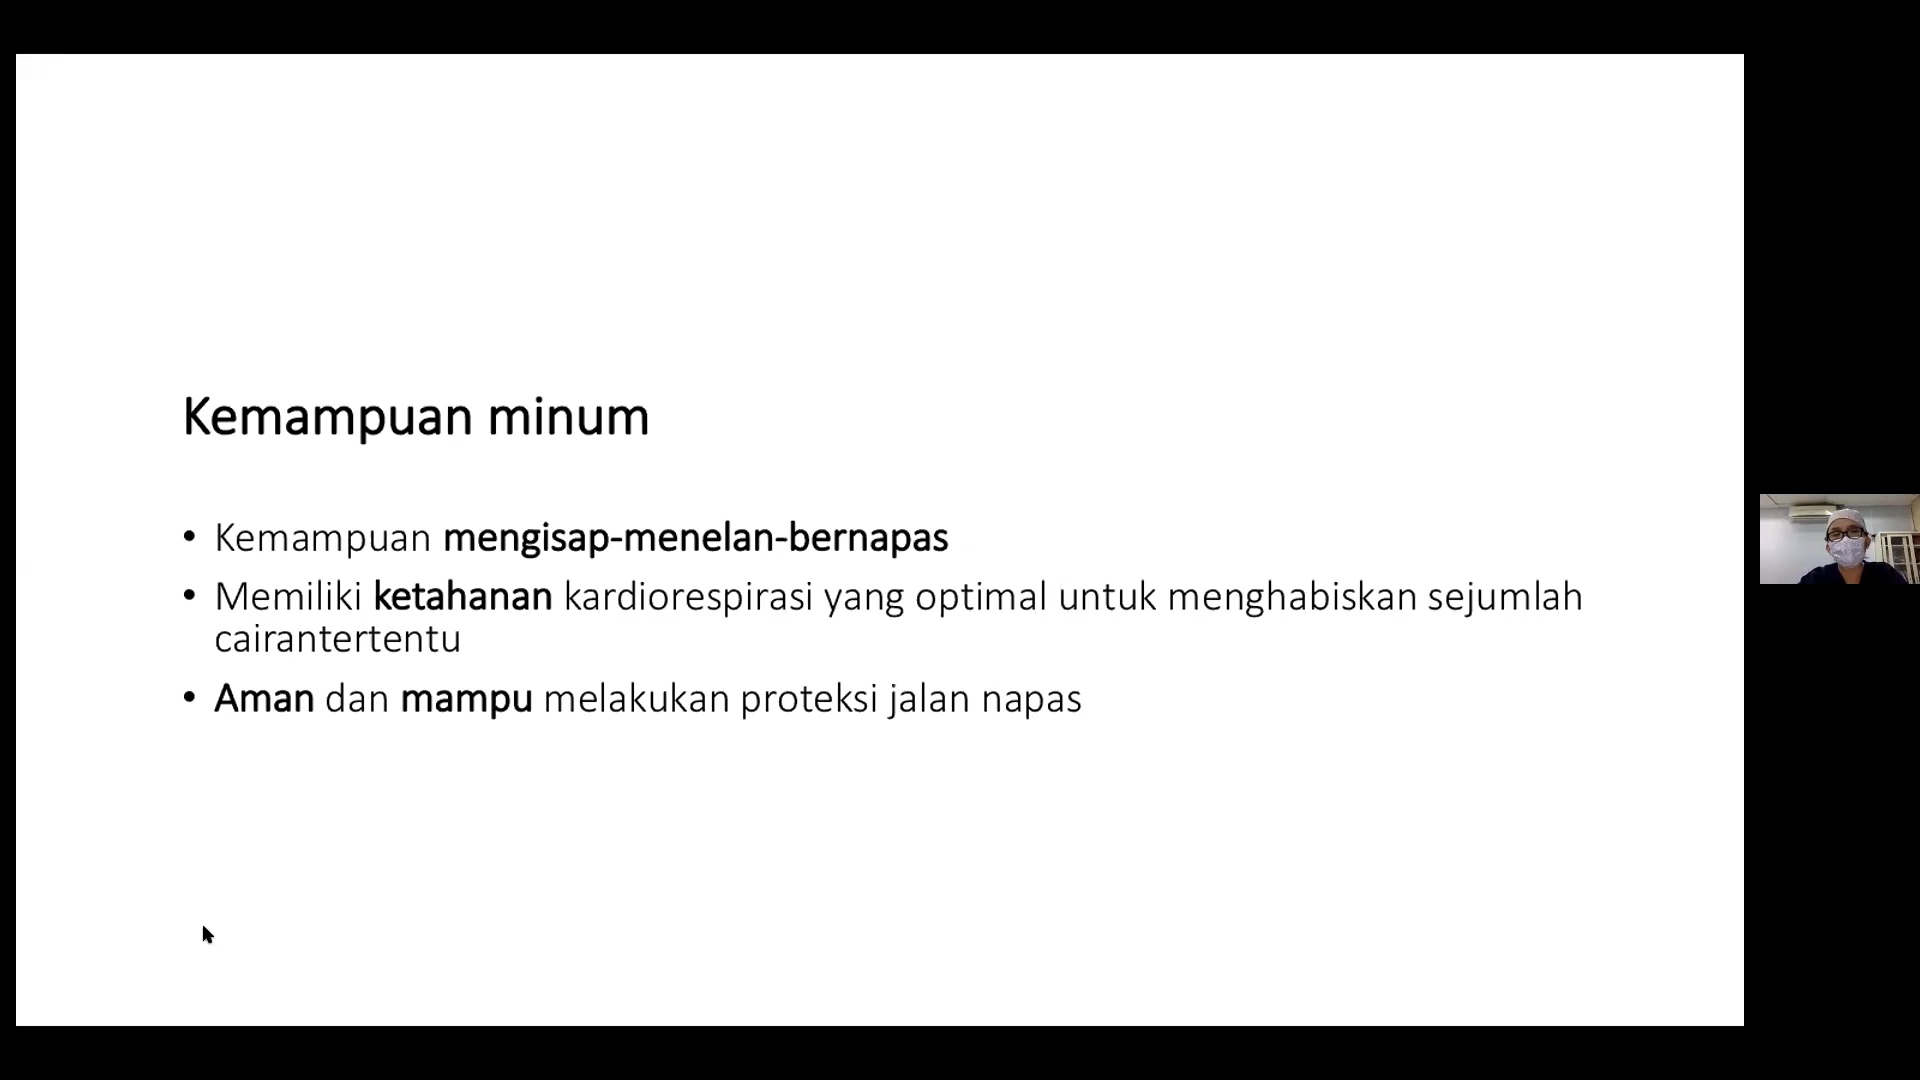 Kemampuan minum
• Kemampuan mengisap-menelan-bernapas
• Memiliki ketahanan kardiorespirasi yang optimal untuk menghabiskan sejumlah
cairantertentu
• Aman dan mampu melakukan proteksi jalan napas